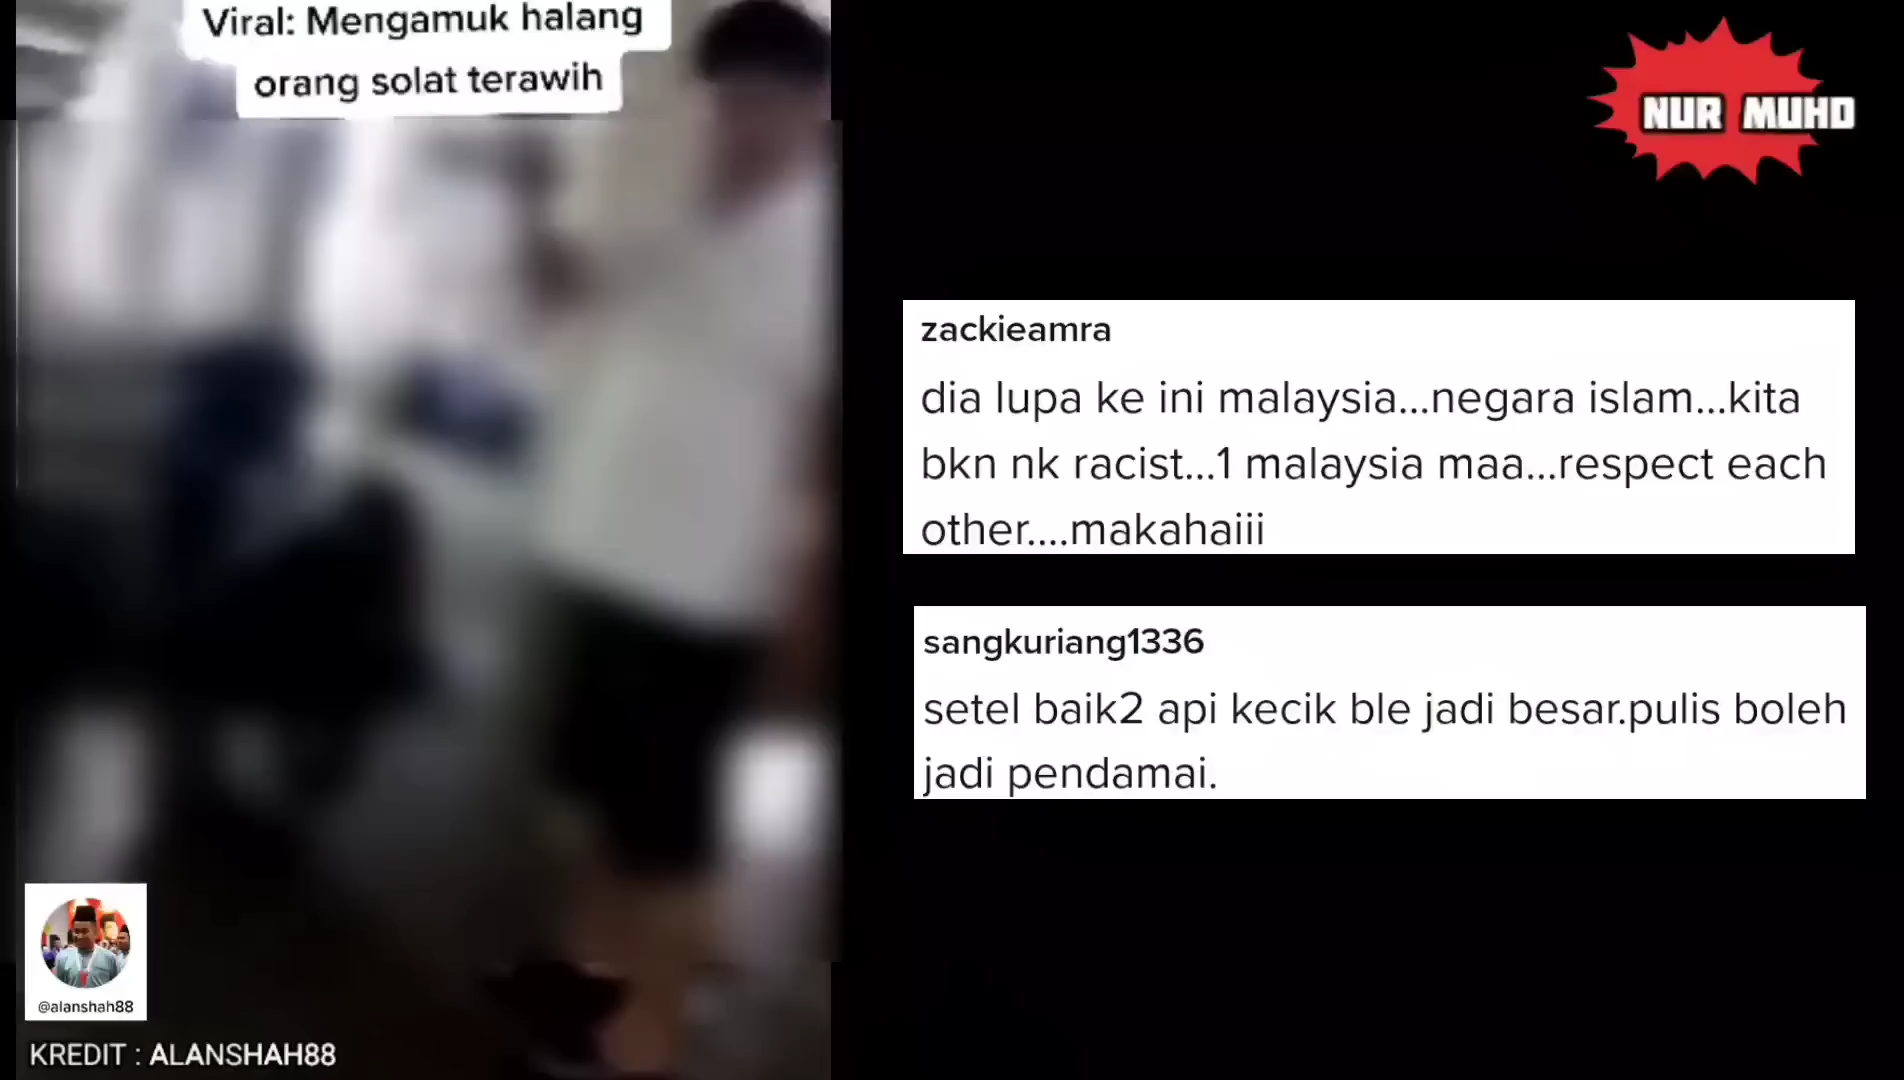 Viral: Mengamuk halang
orang solat terawih
NUR MUHD
zackieamra
dia lupa ke ini malaysia...negara islam...kita
bkn nk racist...1 malaysia maa...respect each
other....makahaiii
sangkuriang1336
setel baik2 api kecik ble jadi besar.pulis boleh
jadi pendamai.
@alanshah88
KREDIT : ALANSHAH88